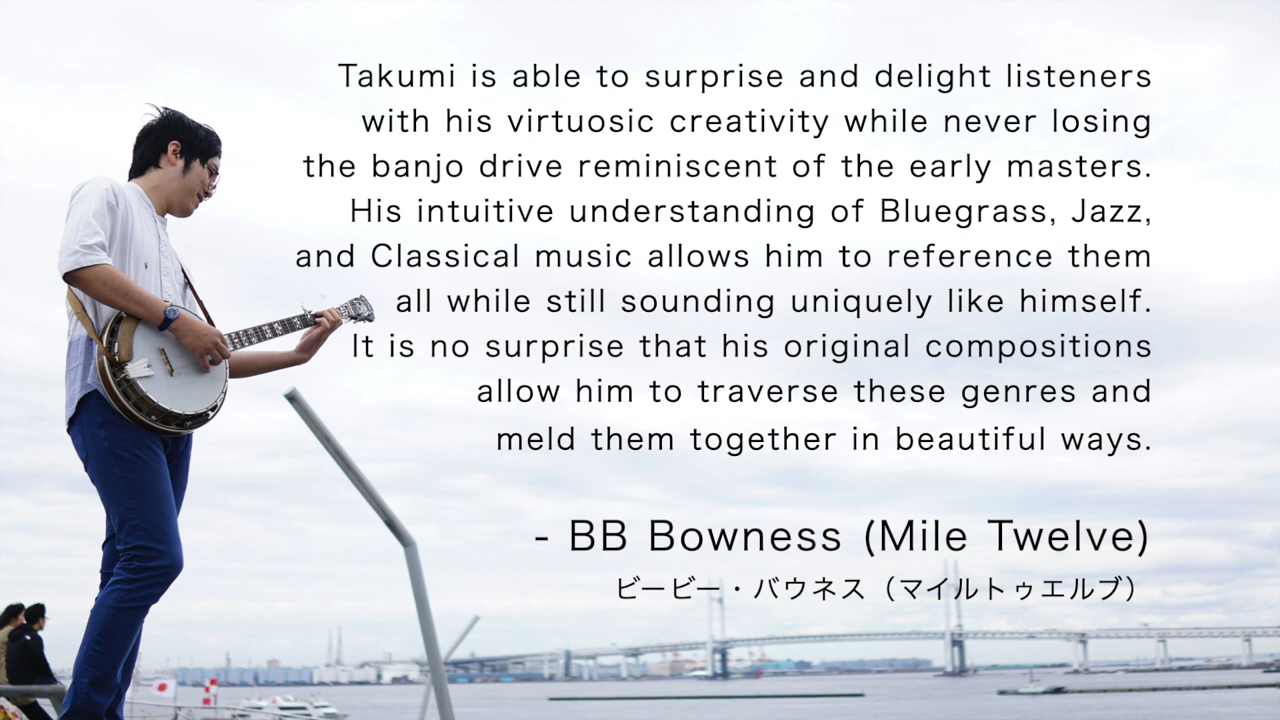 Takumi is able to surprise and delight listeners
with his virtuosic creativity while never losing
the banjo drive reminiscent of the early masters.
His intuitive understanding of Bluegrass, Jazz,
and Classical music allows him to reference them
all while still sounding uniquely like himself.
It is no surprise that his original compositions
allow him to traverse these genres and
meld them together in beautiful ways.
- BB Bowness (Mile Twelve)
ビービー・バウネス（マイルトゥエルブ）